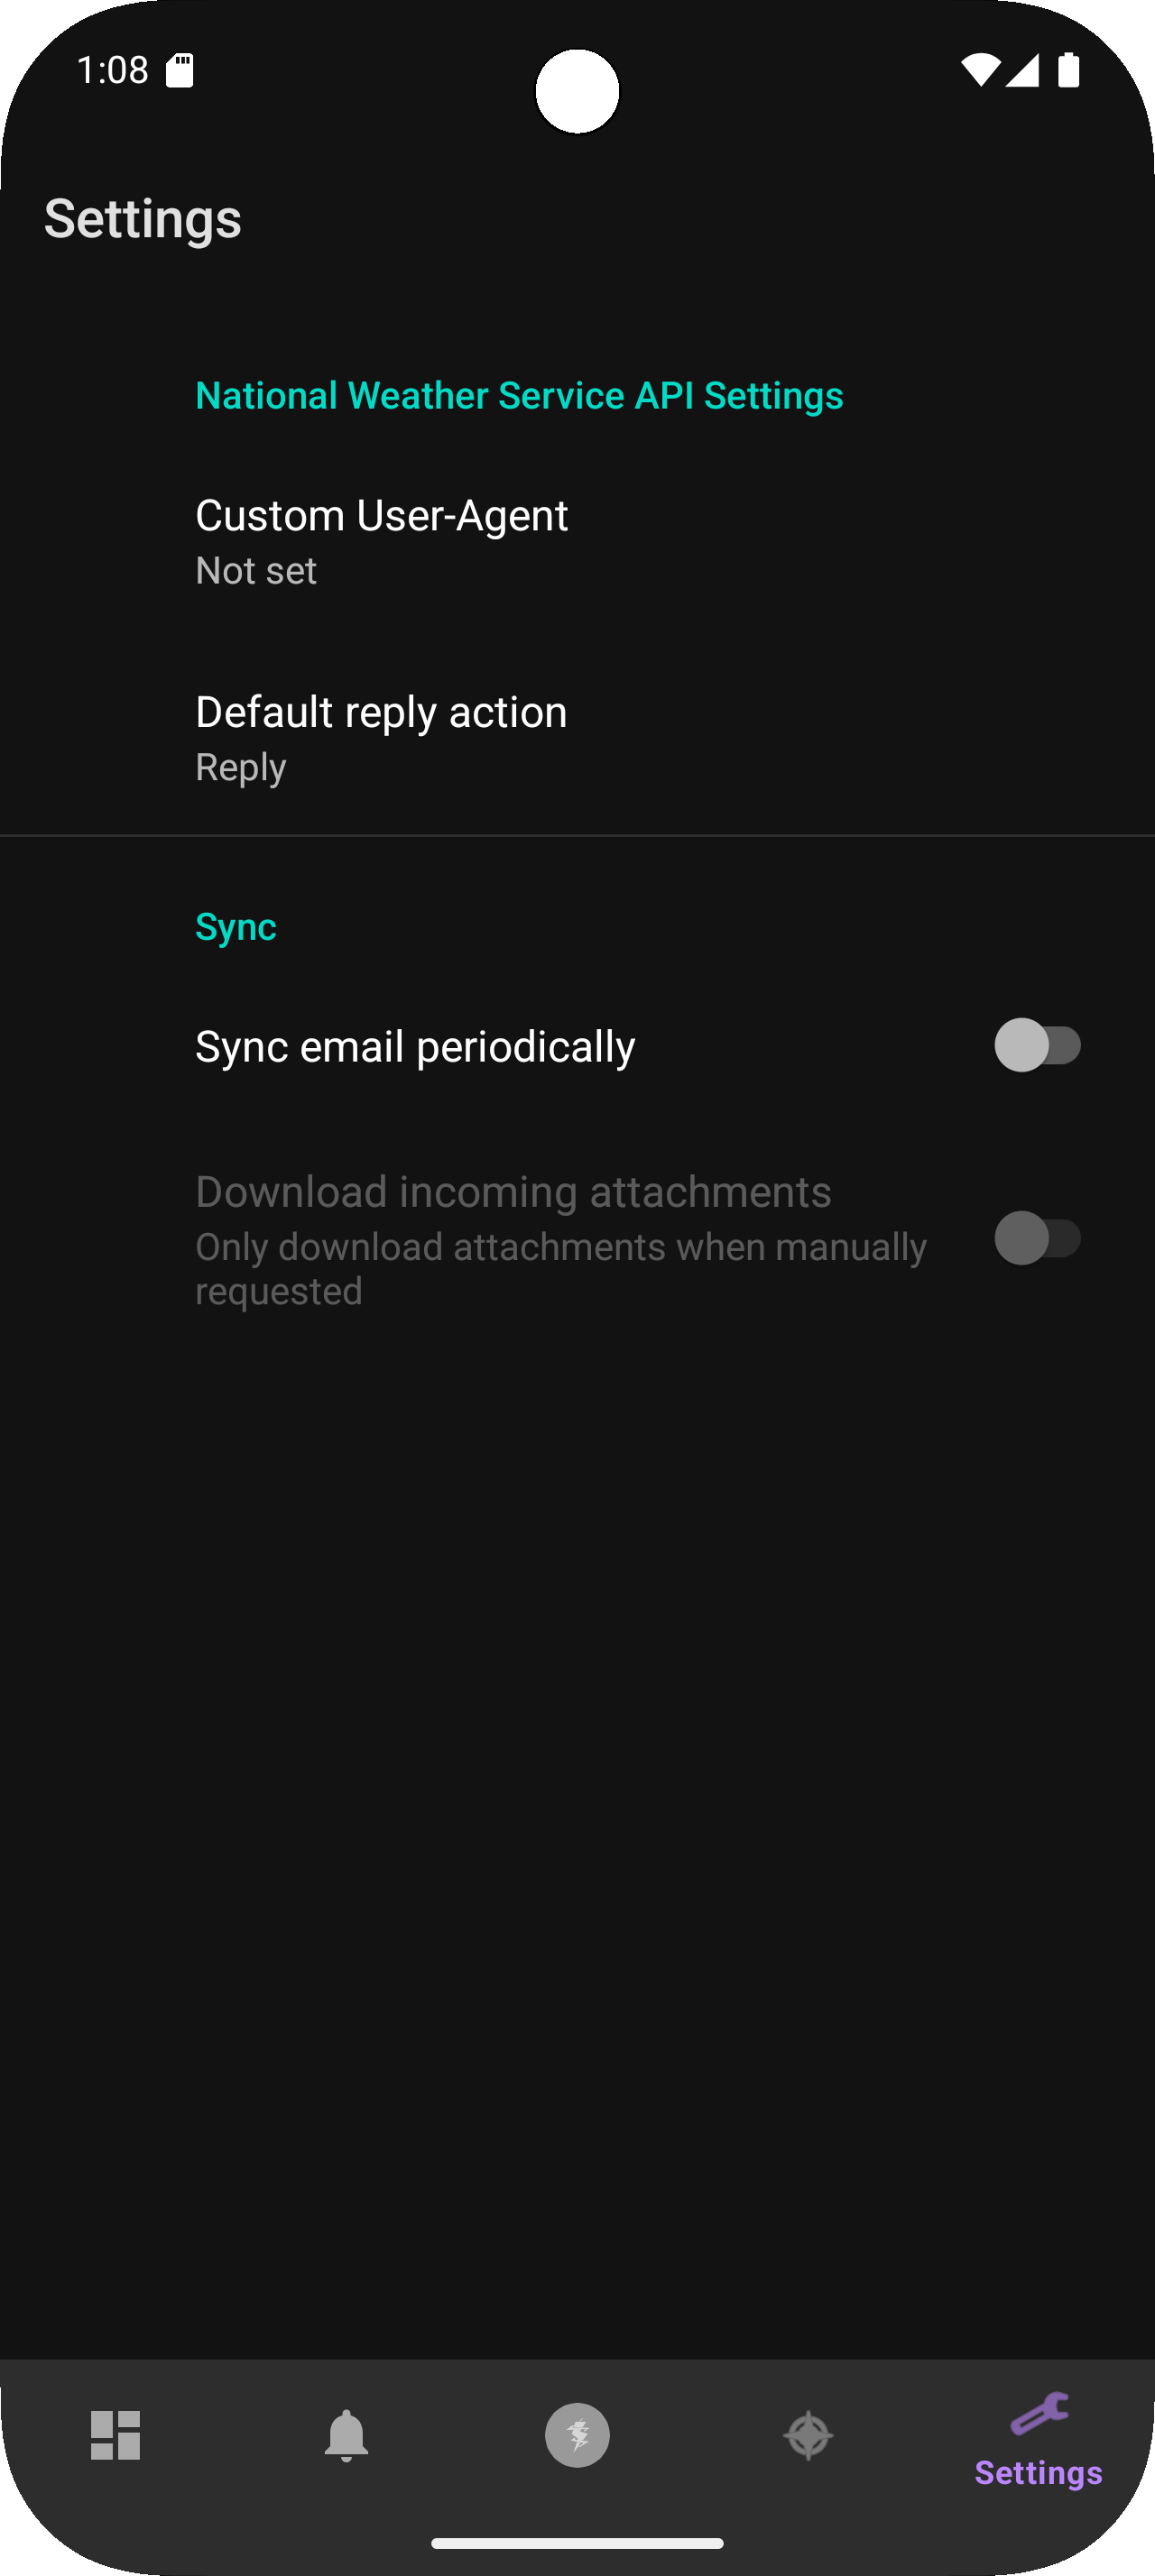 1:08
Settings
National Weather Service API Settings
Custom User-Agent
Not set
Default reply action
Reply
Sync
Sync email periodically
Download incoming attachments
Only download attachments when manually
requested
Settings